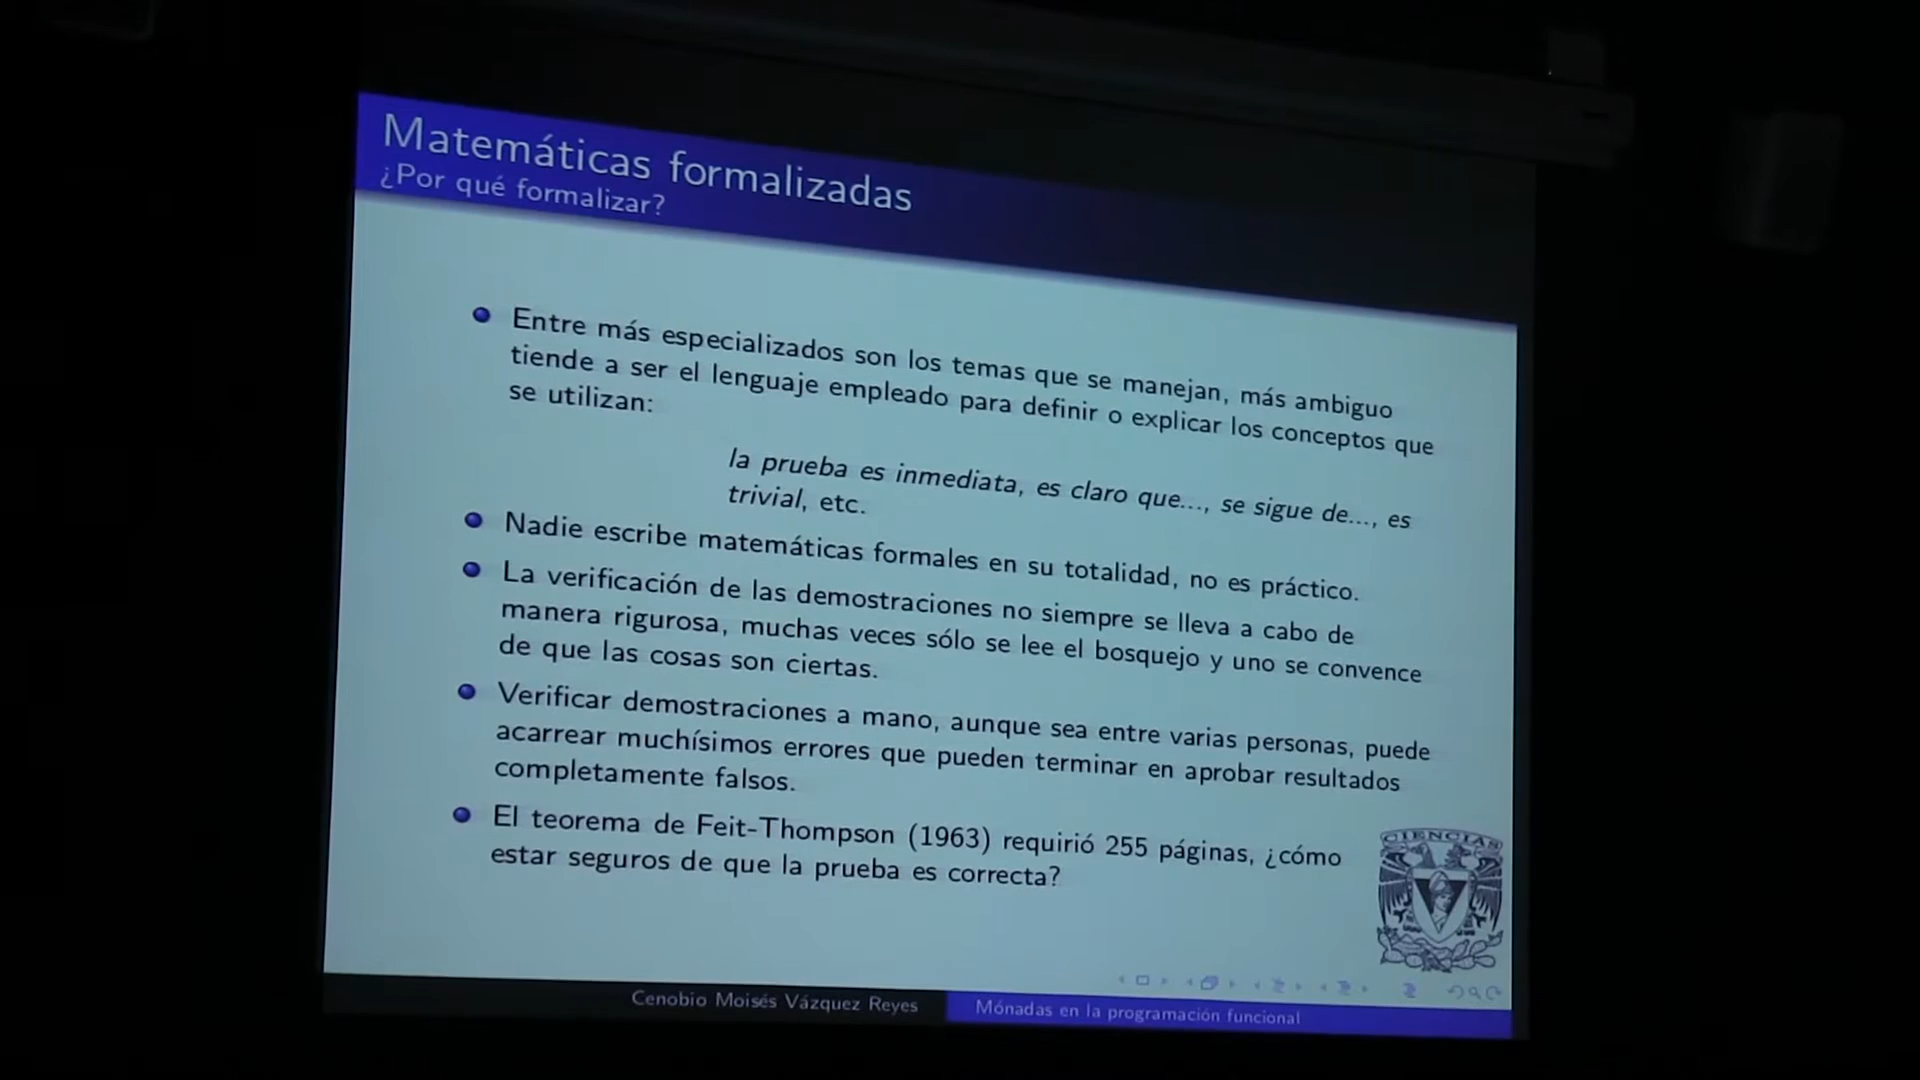 Matemáticas formalizadas
¿Por qué formalizar?
Entre más especializados son los temas que se manejan, más ambiguo
tiende a ser el lenguaje empleado para definir o explicar los conceptos que
se utilizan:
la prueba es inmediata, es claro que..., se sigue de..., es
trivial, etc.
Nadie escribe matemáticas formales en su totalidad, no es práctico.
La verificación de las demostraciones no siempre se lleva a cabo de
manera rigurosa, muchas veces sólo se lee el bosquejo y uno se convence
de que las cosas son ciertas.
Verificar demostraciones a mano, aunque sea entre varias personas, puede
acarrear muchísimos errores que pueden terminar en aprobar resultados
completamente falsos.
El teorema de Feit-Thompson (1963) requirió 255 páginas, ¿cómo
estar seguros de que la prueba es correcta?
CIENCIAS
Cenobio Moisés Vázquez Reyes
Mónadas en la programación funcional